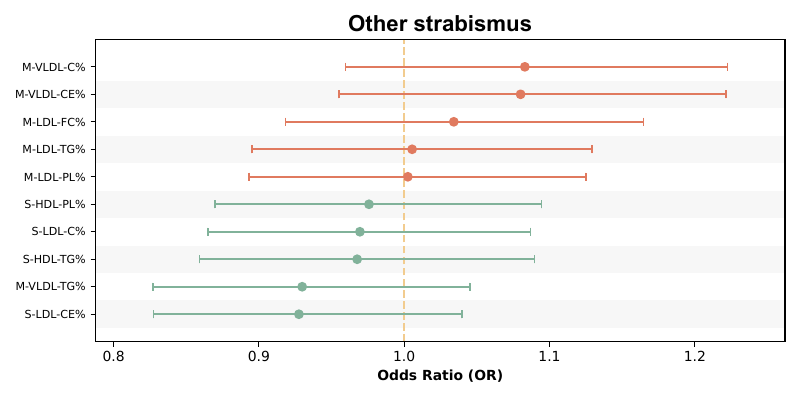 Other strabismus
M-VLDL-C%
M-VLDL-CE%
M-LDL-FC%
M-LDL-TG%
M-LDL-PL%
S-HDL-PL%
S-LDL-C%
S-HDL-TG%
M-VLDL-TG%
S-LDL-CE%
0.8 0.9 1.0 1.1 1.2
Odds Ratio (OR)